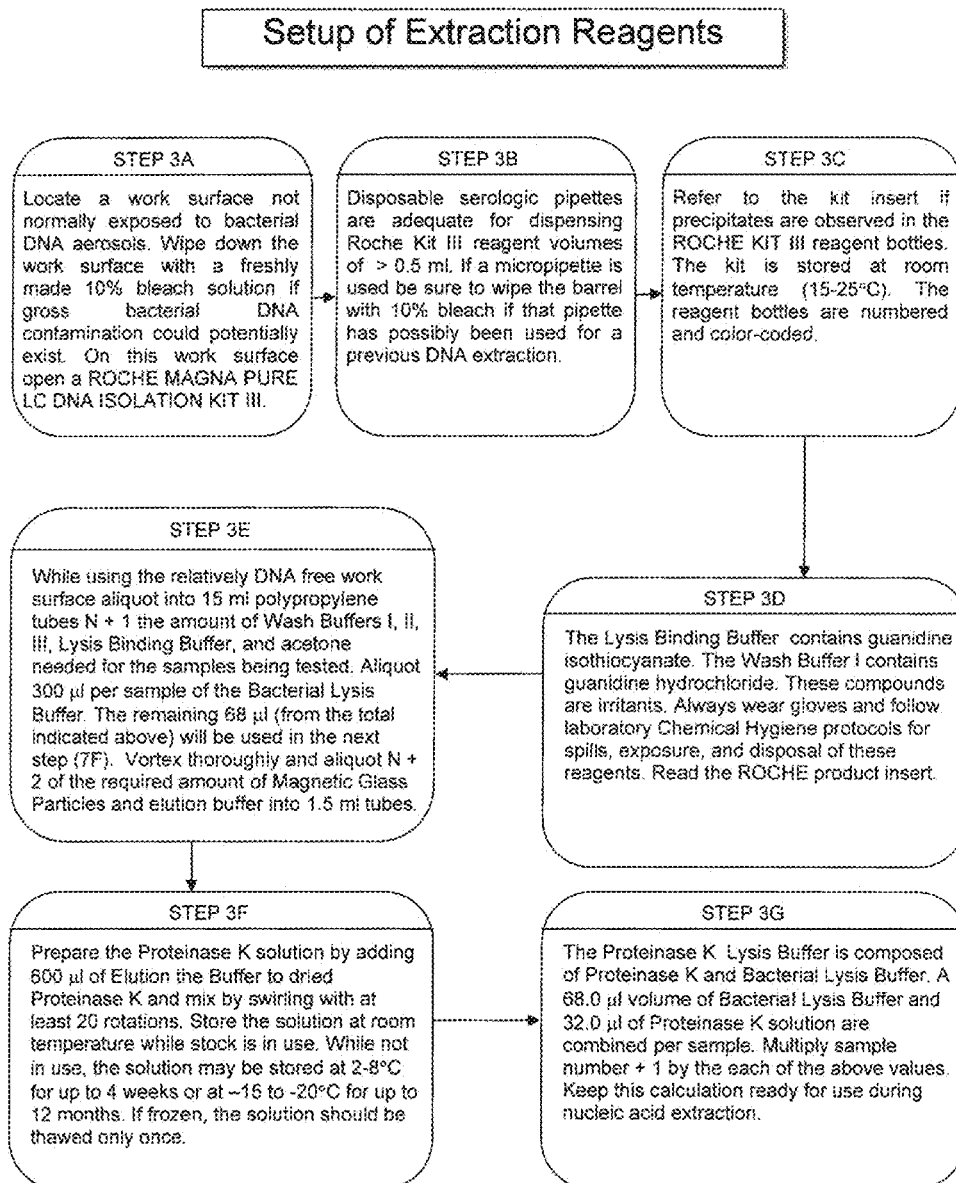 Setup of Extraction Reagents
STEP 3A
Locate a work surface not
normally exposed to bacterial
DNA aerosols. Wipe down the
work surface with a freshly
made 10% bleach solution if
gross bacterial DNA
contamination could potentially
exist. On this work surface
open a ROCHE MAGNA PURE
LC DNA ISOLATION KIT III.
STEP 3B
Disposable serologic pipettes
are adequate for dispensing
Roche Kit III reagent volumes
of > 0.5 ml. If a micropipette is
used be sure to wipe the barrel
with 10% bleach if that pipette
has possibly been used for a
previous DNA extraction.
STEP 3C
Refer to the kit insert if
precipitates are observed in the
ROCHE KIT III reagent bottles.
The kit is stored at room
temperature (15-25°C). The
reagent bottles are numbered
and color-coded.
STEP 3D
The Lysis Binding Buffer contains guanidine
isothiocyanate. The Wash Buffer I contains
guanidine hydrochloride. These compounds
are irritants. Always wear gloves and follow
laboratory Chemical Hygiene protocols for
spills, exposure, and disposal of these
reagents. Read the ROCHE product insert.
STEP 3E
While using the relatively DNA free work
surface aliquot into 15 ml polypropylene
tubes N + 1 the amount of Wash Buffers I, II,
III, Lysis Binding Buffer, and acetone
needed for the samples being tested. Aliquot
300 µl per sample of the Bacterial Lysis
Buffer. The remaining 68 µl (from the total
indicated above) will be used in the next
step (7F). Vortex thoroughly and aliquot N +
2 of the required amount of Magnetic Glass
Particles and elution buffer into 1.5 ml tubes.
STEP 3F
Prepare the Proteinase K solution by adding
600 µl of Elution the Buffer to dried
Proteinase K and mix by swirling with at
least 20 rotations. Store the solution at room
temperature while stock is in use. While not
in use, the solution may be stored at 2-8°C
for up to 4 weeks or at –15 to -20°C for up to
12 months. If frozen, the solution should be
thawed only once.
STEP 3G
The Proteinase K Lysis Buffer is composed
of Proteinase K and Bacterial Lysis Buffer. A
68.0 µl volume of Bacterial Lysis Buffer and
32.0 µl of Proteinase K solution are
combined per sample. Multiply sample
number + 1 by the each of the above values.
Keep this calculation ready for use during
nucleic acid extraction.